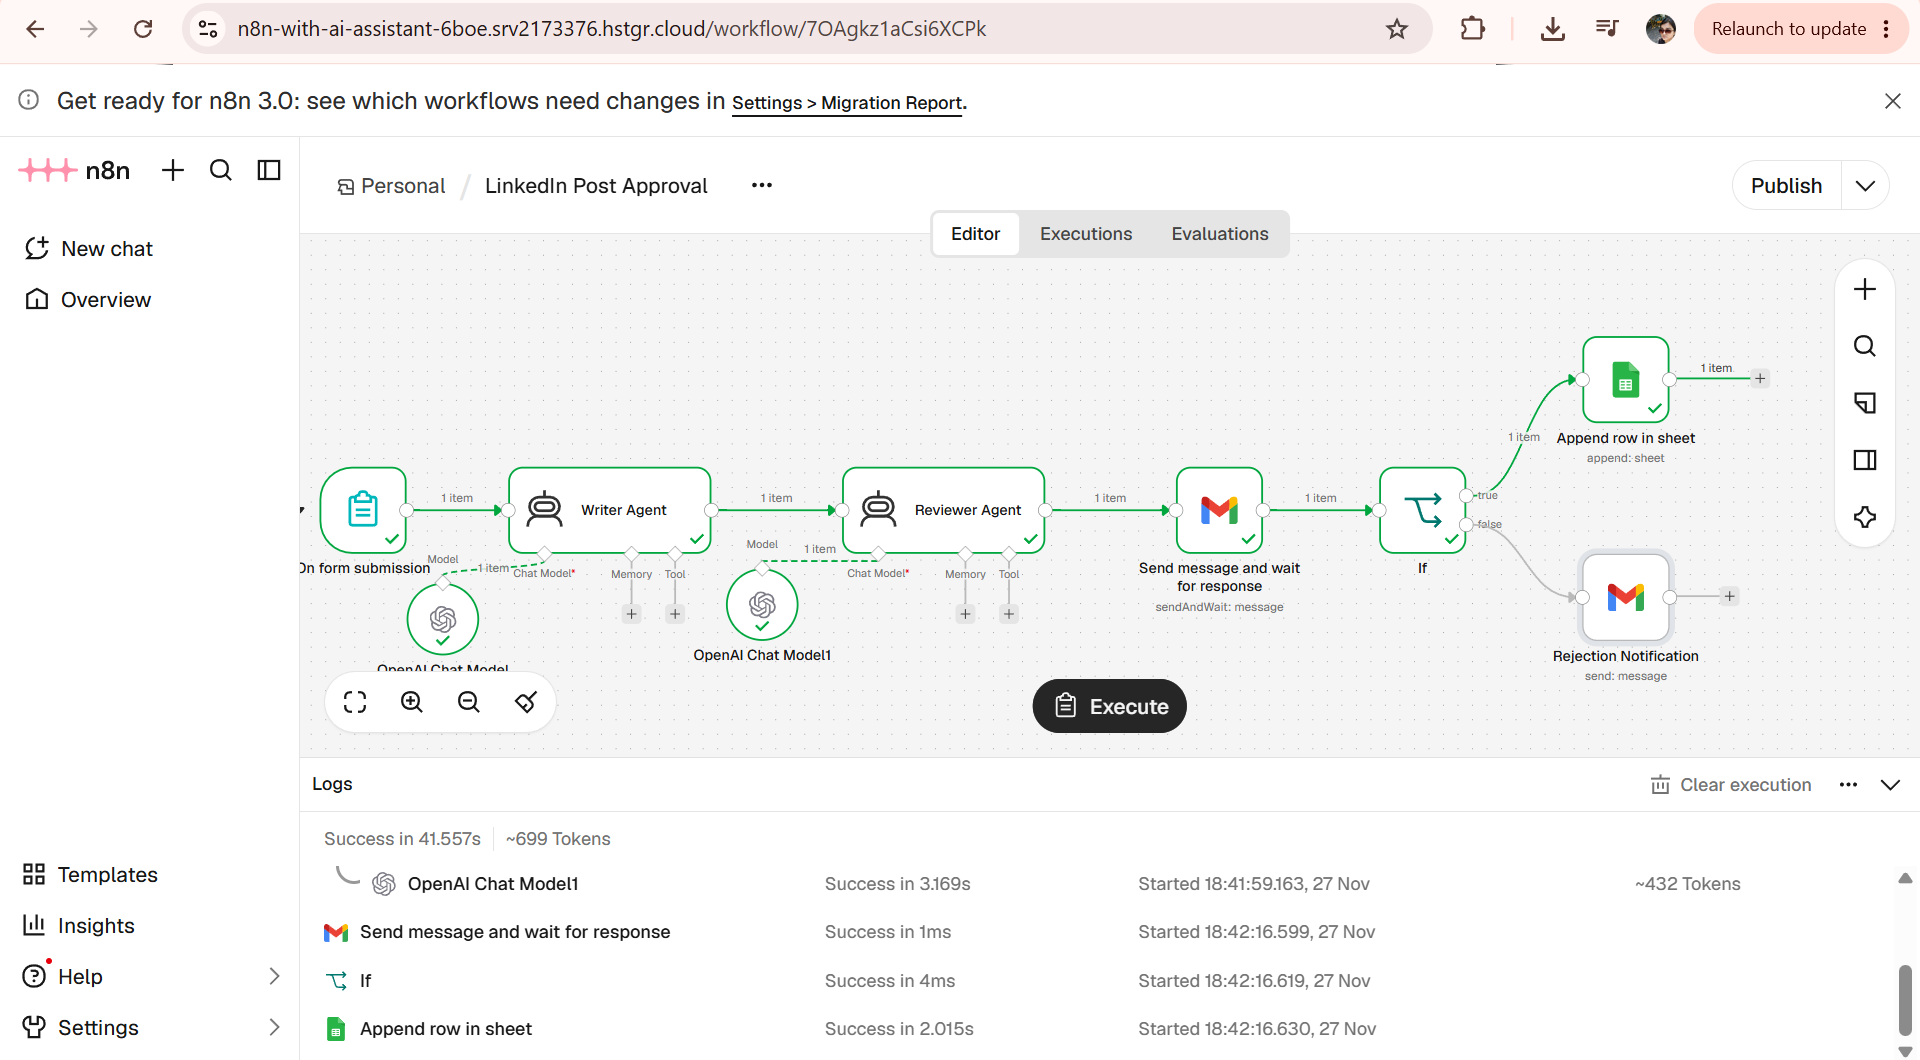 n8n-with-ai-assistant-6boe.srv2173376.hstgr.cloud/workflow/7OAgkz1aCsi6XCPk
Relaunch to update
Get ready for n8n 3.0: see which workflows need changes in Settings > Migration Report.
n8n
Personal / LinkedIn Post Approval
Publish
Editor
Executions
Evaluations
New chat
Overview
1 item
Append row in sheet
append: sheet
1 item
true
false
On form submission
1 item
Writer Agent
1 item
Reviewer Agent
1 item
Send message and wait for response
sendAndWait: message
1 item
If
Model
1 item
Chat Model*
Memory
Tool
Model
1 item
Chat Model*
Memory
Tool
OpenAI Chat Model
OpenAI Chat Model1
Rejection Notification
send: message
Execute
Logs
Clear execution
Success in 41.557s
~699 Tokens
OpenAI Chat Model1 Success in 3.169s Started 18:41:59.163, 27 Nov ~432 Tokens
Send message and wait for response Success in 1ms Started 18:42:16.599, 27 Nov
If Success in 4ms Started 18:42:16.619, 27 Nov
Append row in sheet Success in 2.015s Started 18:42:16.630, 27 Nov
Templates
Insights
Help
Settings